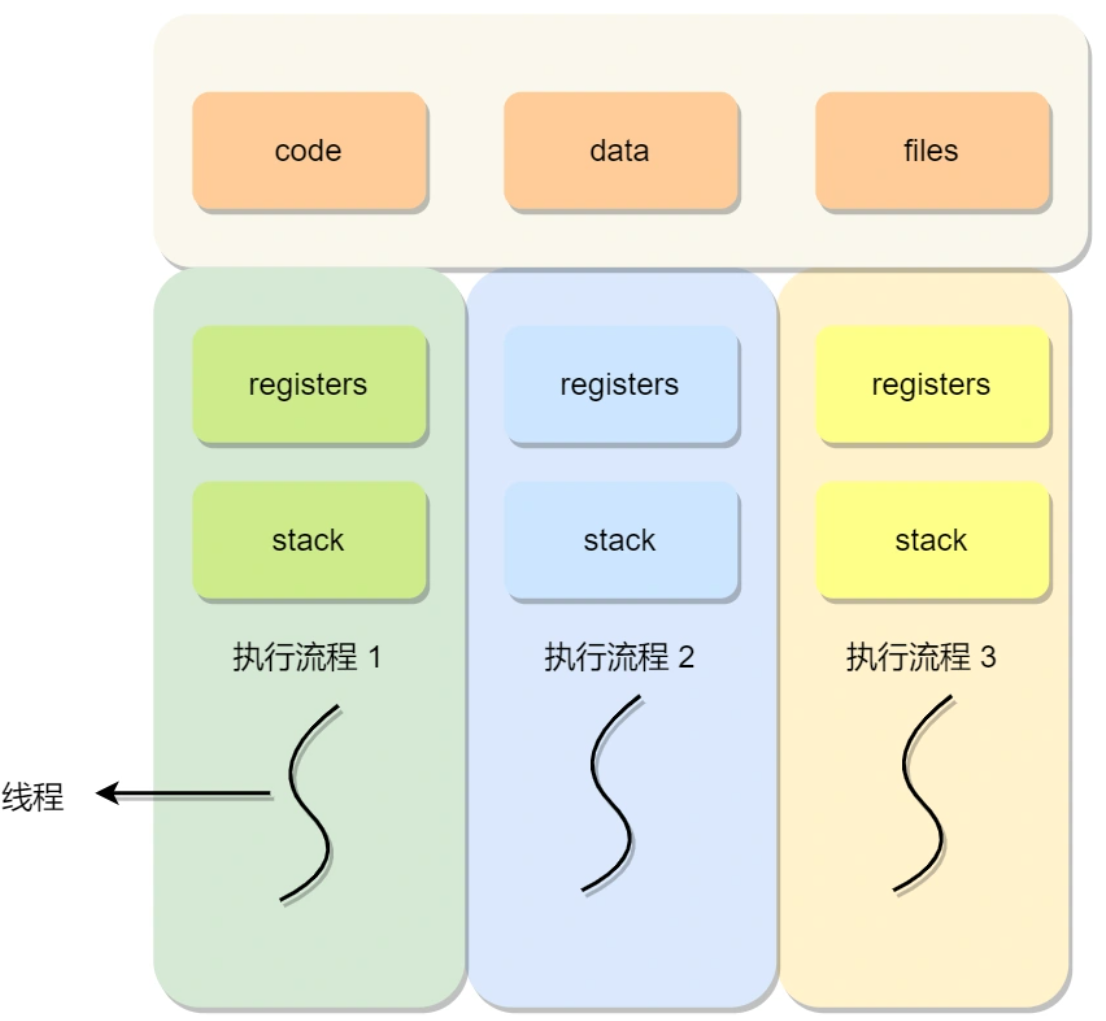 code
data
files
registers
registers
registers
stack
stack
stack
执行流程 1
执行流程 2
执行流程 3
线程